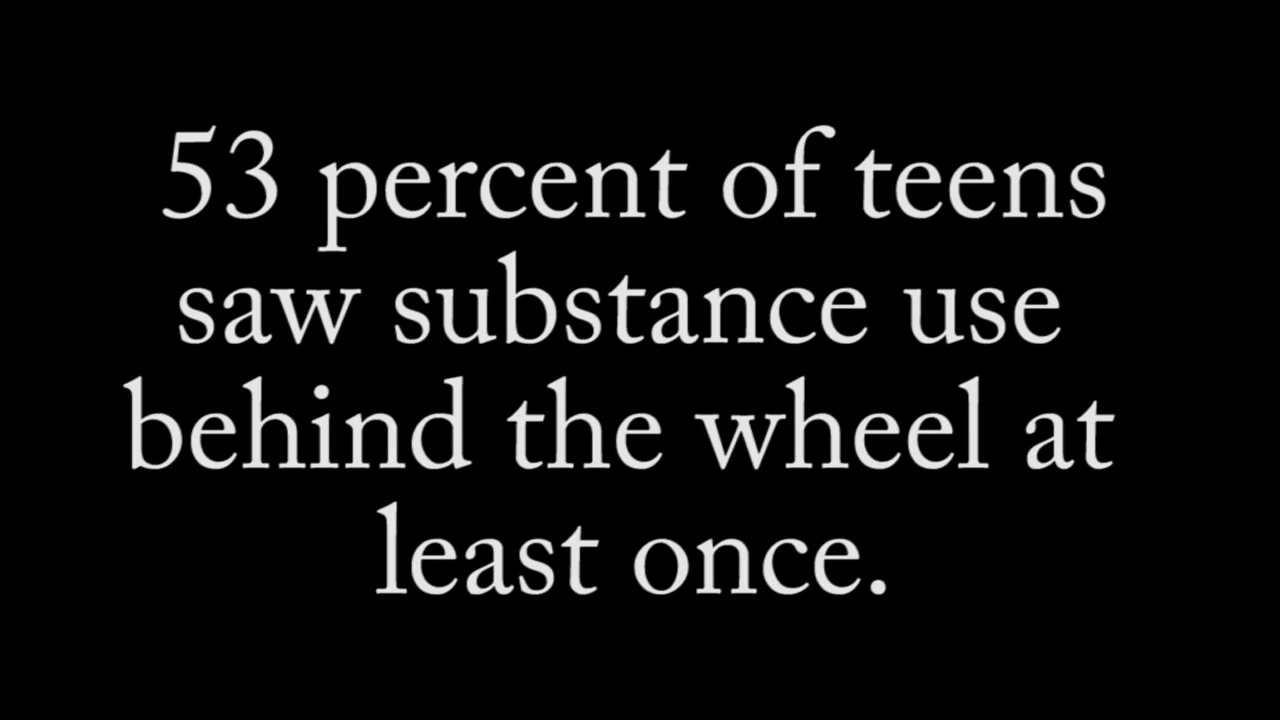 53 percent of teens
saw substance use
behind the wheel at
least once.